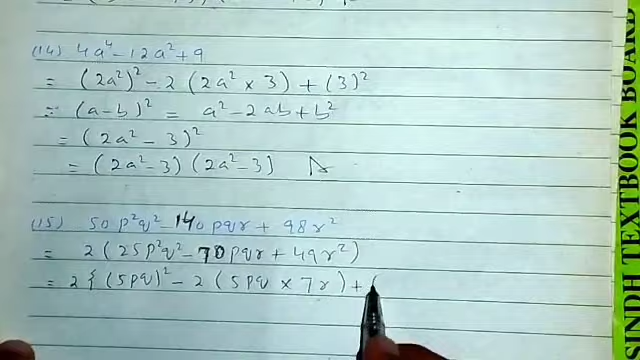 (14) 4a⁴ - 12a² + 9
= (2a²)² - 2 (2a² × 3) + (3)²
∵ (a-b)² = a² - 2ab + b²
= (2a² - 3)²
= (2a² - 3) (2a² - 3)
(15) 50 p²q² - 140 pqr + 98r²
= 2 ( 25p²q² - 70pqr + 49r²)
= 2 { (5pq)² - 2 ( 5pq × 7r) + (
SINDH TEXTBOOK BOARD